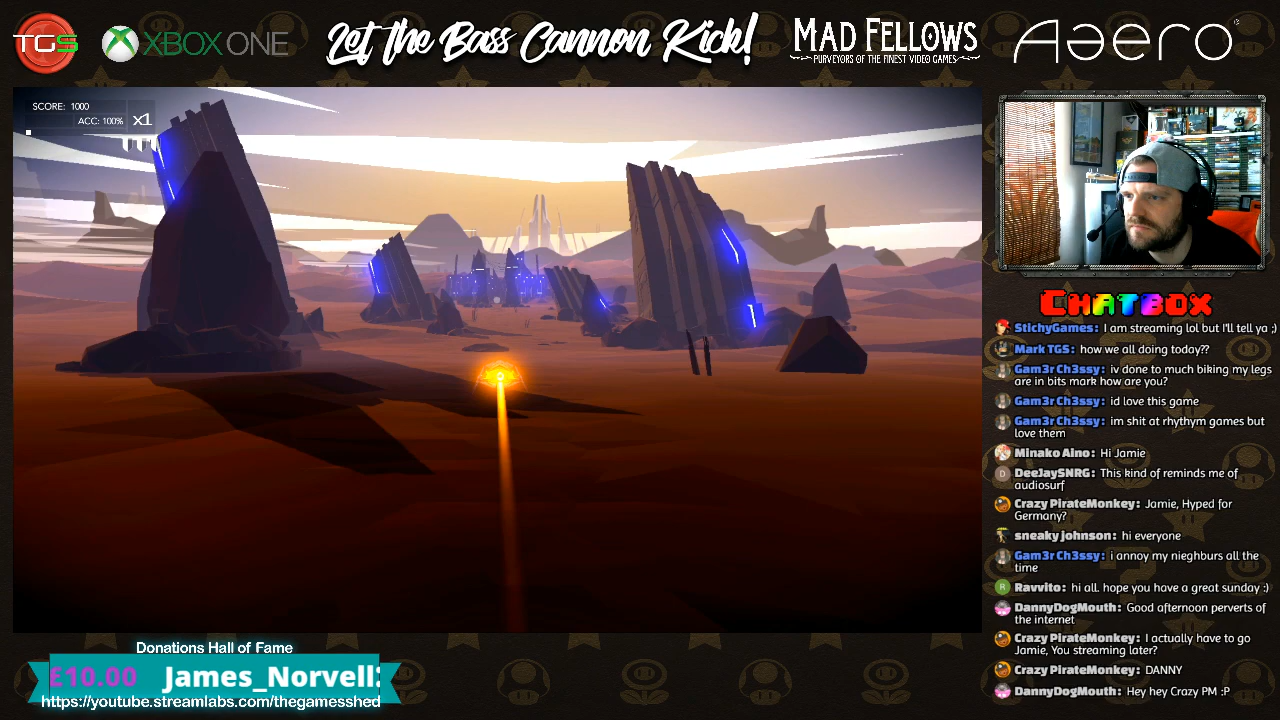 TGS XBOX ONE Let The Bass Cannon Kick! MAD FELLOWS Aaero
PURVEYORS OF THE FINEST VIDEO GAMES
SCORE: 1000
ACC: 100% x1
CHATBOX
StichyGames: I am streaming lol but I'll tell ya ;)
Mark TGS: how we all doing today??
Gam3r Ch3ssy: iv done to much biking my legs
are in bits mark how are you?
Gam3r Ch3ssy: id love this game
Gam3r Ch3ssy: im shit at rhythym games but
love them
Minako Aino: Hi Jamie
DeeJaySNRG: This kind of reminds me of
audiosurf
Crazy PirateMonkey: Jamie, Hyped for
Germany?
sneaky johnson: hi everyone
Gam3r Ch3ssy: i annoy my nieghburs all the
time
R Ravvito: hi all. hope you have a great sunday :)
DannyDogMouth: Good afternoon perverts of
the internet
Crazy PirateMonkey: I actually have to go
Jamie, You streaming later?
Crazy PirateMonkey: DANNY
DannyDogMouth: Hey hey Crazy PM :P
Donations Hall of Fame
£10.00 James_Norvell
https://youtube.streamlabs.com/thegamesshed